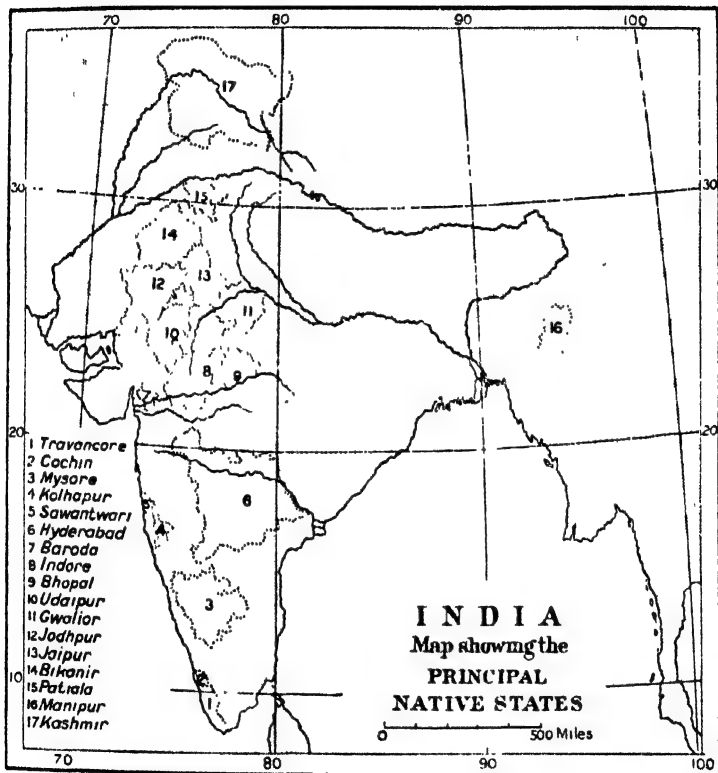 70 80 90 100
17
30 30
15
14
13
12
11
10
16
8 9
7
20 20
1 Travancore
2 Cochin
3 Mysore
4 Kolhapur
5 Sawantwari
6 Hyderabad
7 Baroda
8 Indore
9 Bhopal
10 Udaipur
11 Gwalior
12 Jodhpur
13 Jaipur
14 Bikanir
15 Patiala
16 Manipur
17 Kashmir
6
4
3
INDIA
Map showing the
PRINCIPAL
NATIVE STATES
0 500 Miles
10 10
1
70 80 90 100